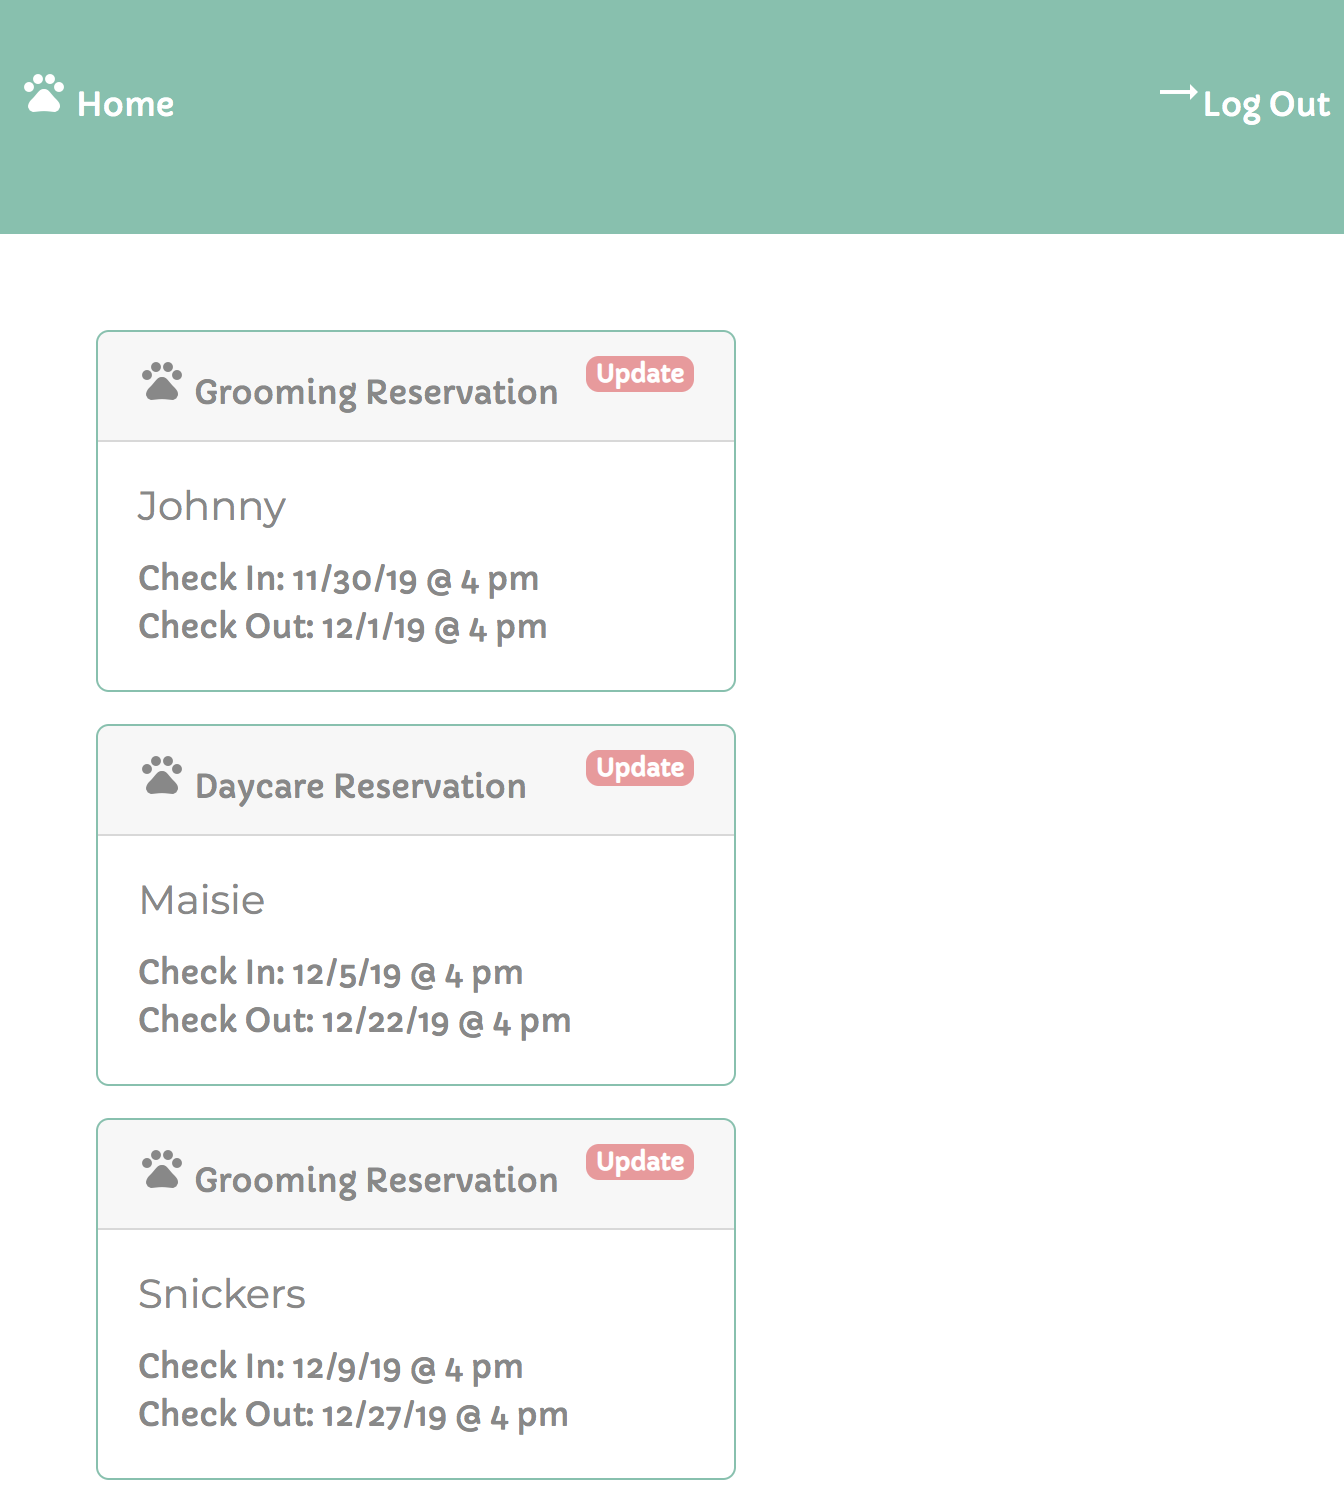 Home
Log Out
Grooming Reservation
Update
Johnny
Check In: 11/30/19 @ 4 pm
Check Out: 12/1/19 @ 4 pm
Daycare Reservation
Update
Maisie
Check In: 12/5/19 @ 4 pm
Check Out: 12/22/19 @ 4 pm
Grooming Reservation
Update
Snickers
Check In: 12/9/19 @ 4 pm
Check Out: 12/27/19 @ 4 pm